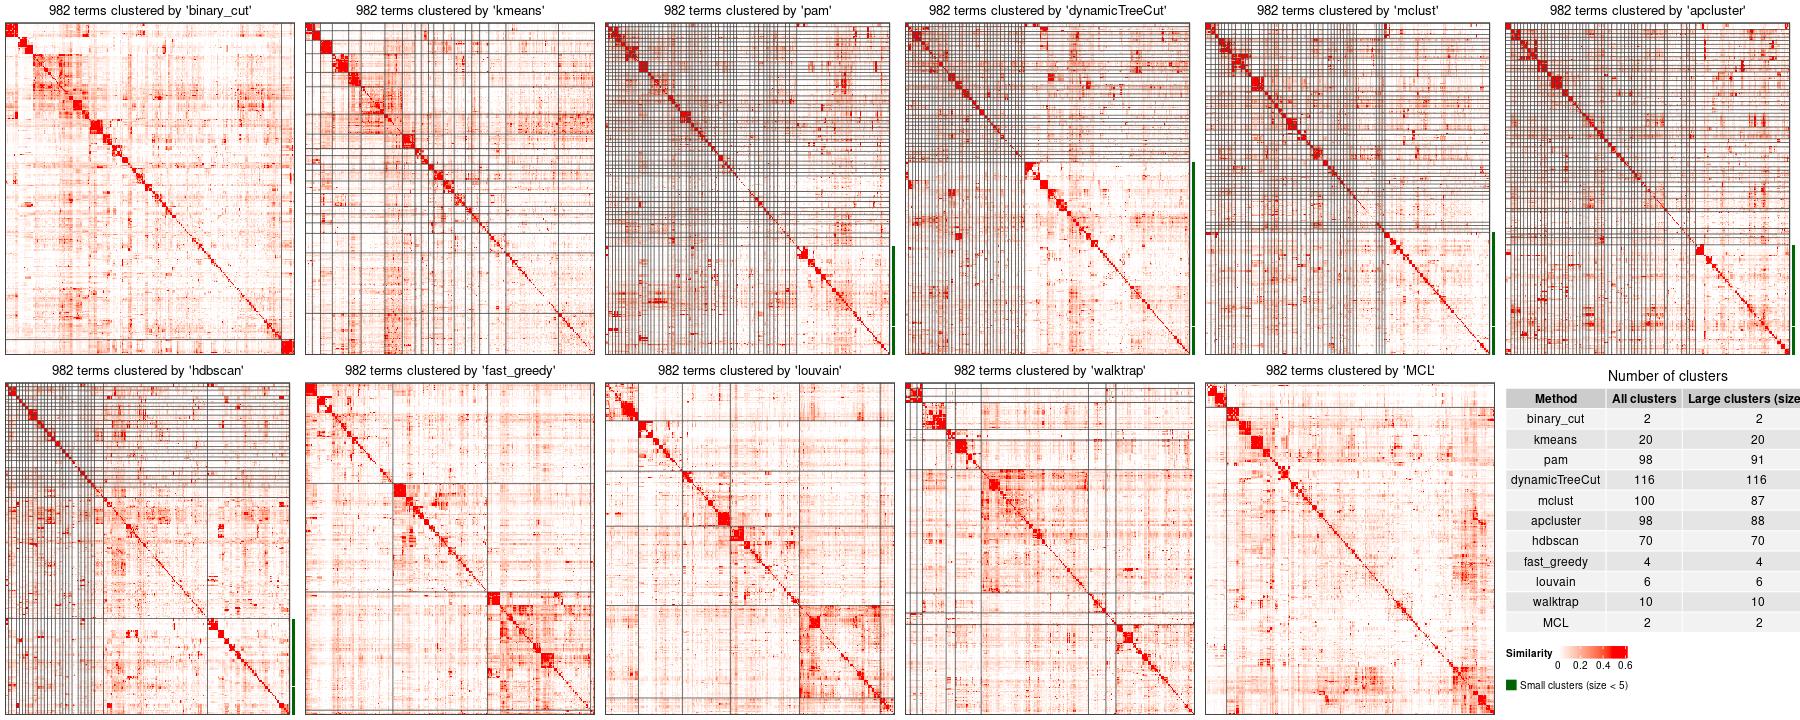 982 terms clustered by 'binary_cut'
982 terms clustered by 'kmeans'
982 terms clustered by 'pam'
982 terms clustered by 'dynamicTreeCut'
982 terms clustered by 'mclust'
982 terms clustered by 'apcluster'
982 terms clustered by 'hdbscan'
982 terms clustered by 'fast_greedy'
982 terms clustered by 'louvain'
982 terms clustered by 'walktrap'
982 terms clustered by 'MCL'
Number of clusters
Method All clusters Large clusters (size
binary_cut 2 2
kmeans 20 20
pam 98 91
dynamicTreeCut 116 116
mclust 100 87
apcluster 98 88
hdbscan 70 70
fast_greedy 4 4
louvain 6 6
walktrap 10 10
MCL 2 2
Similarity
0 0.2 0.4 0.6
Small clusters (size < 5)